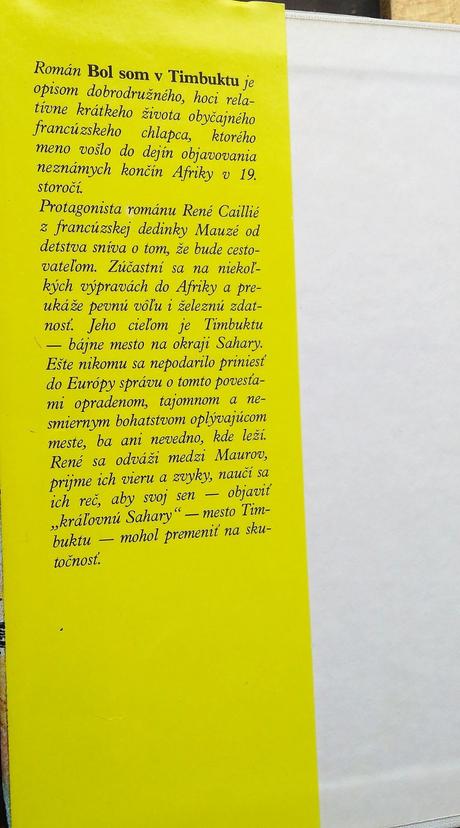 Román Bol som v Timbuktu je
opisom dobrodružného, hoci rela-
tívne krátkeho života obyčajného
francúzskeho chlapca, ktorého
meno vošlo do dejín objavovania
neznámych končín Afriky v 19.
storočí.
Protagonista románu René Caillié
z francúzskej dedinky Mauzé od
detstva sníva o tom, že bude cesto-
vateľom. Zúčastní sa na niekoľ-
kých výpravách do Afriky a pre-
ukáže pevnú vôľu i železnú zdat-
nosť. Jeho cieľom je Timbuktu
— bájne mesto na okraji Sahary.
Ešte nikomu sa nepodarilo priniesť
do Európy správu o tomto povesťa-
mi opradenom, tajomnom a ne-
smiernym bohatstvom oplývajúcom
meste, ba ani nevedno, kde leží.
René sa odváži medzi Maurov,
prijme ich vieru a zvyky, naučí sa
ich reč, aby svoj sen — objaviť
„kráľovnú Sahary“ — mesto Tim-
buktu — mohol premeniť na sku-
točnosť.